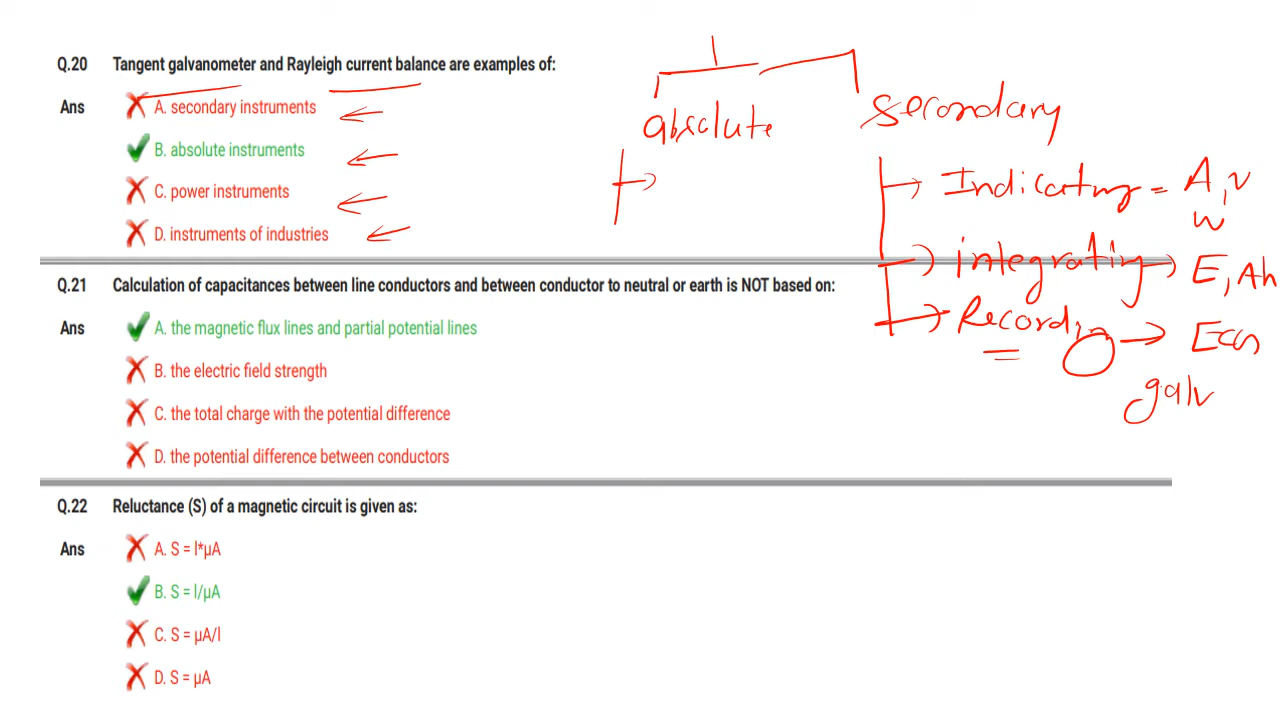 Q.20 Tangent galvanometer and Rayleigh current balance are examples of:
Ans A. secondary instruments
B. absolute instruments
C. power instruments
D. instruments of industries
Q.21 Calculation of capacitances between line conductors and between conductor to neutral or earth is NOT based on:
Ans A. the magnetic flux lines and partial potential lines
B. the electric field strength
C. the total charge with the potential difference
D. the potential difference between conductors
Q.22 Reluctance (S) of a magnetic circuit is given as:
Ans A. S = l*µA
B. S = l/µA
C. S = µA/l
D. S = µA
absolute
secondary
Indicating = A, V
W
integrating → E, Ah
Recording →
galv